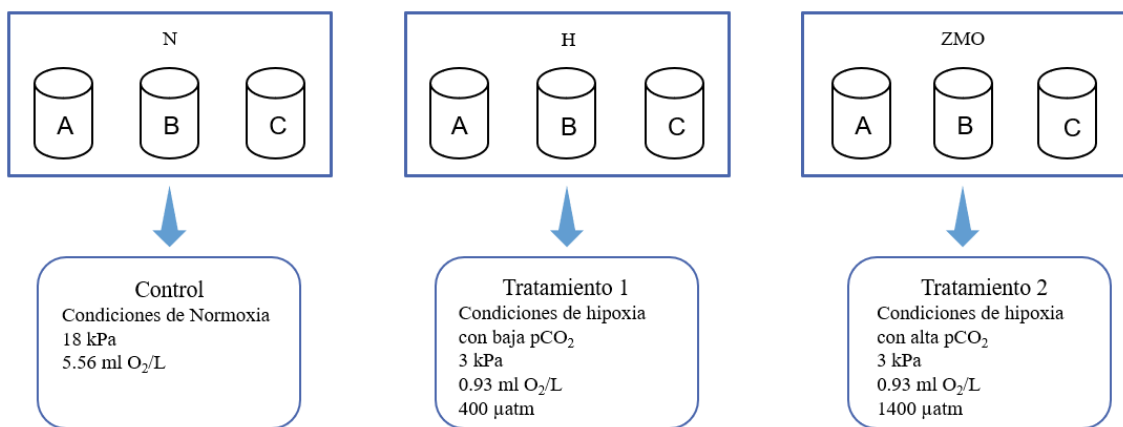 N
A B C
Control
Condiciones de Normoxia
18 kPa
5.56 ml O₂/L
H
A B C
Tratamiento 1
Condiciones de hipoxia
con baja pCO₂
3 kPa
0.93 ml O₂/L
400 µatm
ZMO
A B C
Tratamiento 2
Condiciones de hipoxia
con alta pCO₂
3 kPa
0.93 ml O₂/L
1400 µatm